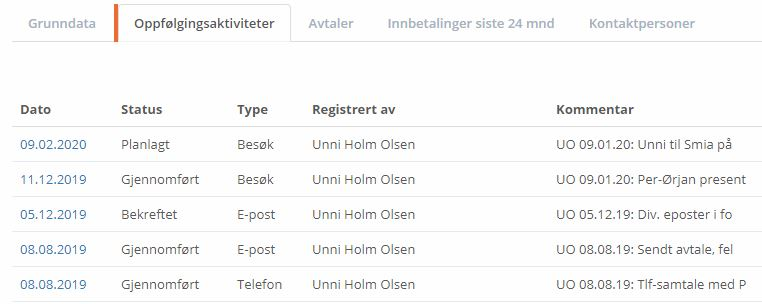 Grunndata Oppfølgingsaktiviteter Avtaler Innbetalinger siste 24 mnd Kontaktpersoner
Dato Status Type Registrert av Kommentar
09.02.2020 Planlagt Besøk Unni Holm Olsen UO 09.01.20: Unni til Smia på
11.12.2019 Gjennomført Besøk Unni Holm Olsen UO 09.01.20: Per-Ørjan present
05.12.2019 Bekreftet E-post Unni Holm Olsen UO 05.12.19: Div. eposter i fo
08.08.2019 Gjennomført E-post Unni Holm Olsen UO 08.08.19: Sendt avtale, fel
08.08.2019 Gjennomført Telefon Unni Holm Olsen UO 08.08.19: Tlf-samtale med P